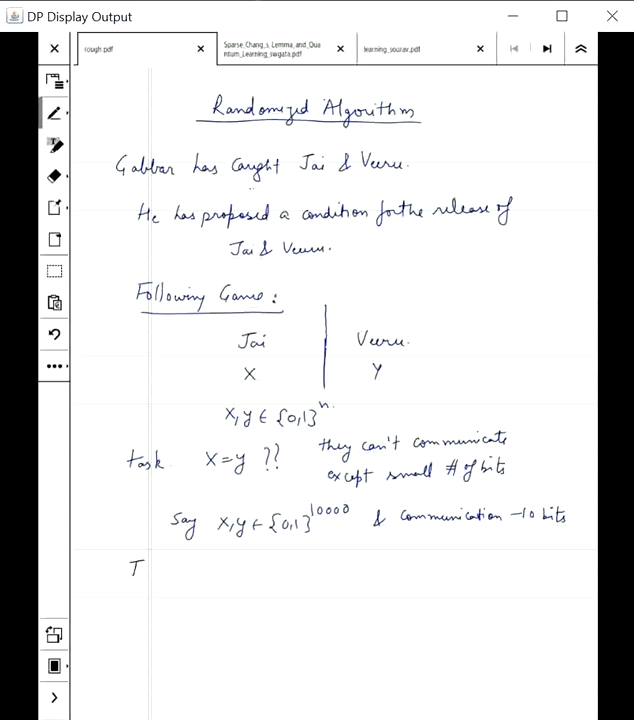 DP Display Output
rough pdf
Sparse_Chang_s_Lemma_and_Qua
ntum_Learning_swgata.pdf
learning_sourav.pdf
Randomized Algorithm
Gabbar has caught Jai & Veeru.
He has proposed a condition for the release of
Jai & Veeru.
Following Game :
Jai Veeru.
X Y
X, y ∈ {0,1}^n.
task X = y ?? they can't communicate
except small # of bits
Say X, y ∈ {0,1}^10000 & communication - 10 bits
T